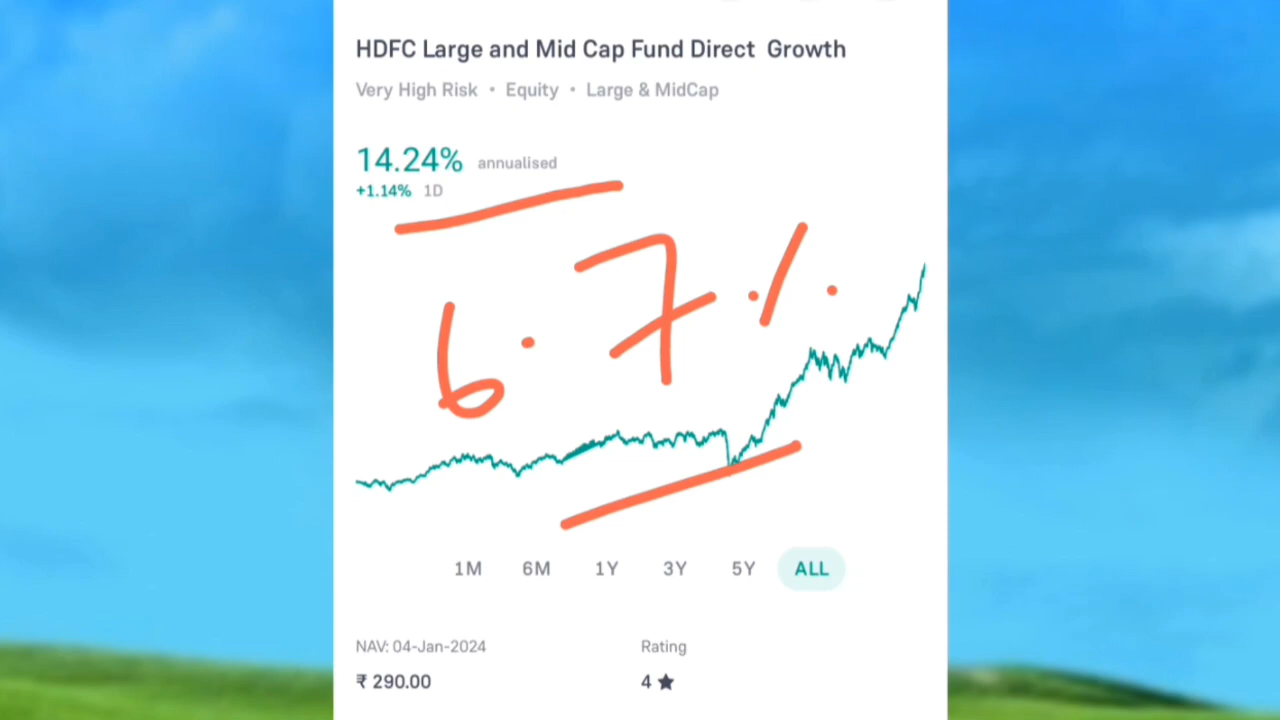 HDFC Large and Mid Cap Fund Direct Growth
Very High Risk • Equity • Large & MidCap
14.24% annualised
+1.14% 1D
6.7%
1M 6M 1Y 3Y 5Y ALL
NAV: 04-Jan-2024 Rating
₹ 290.00 4 ★